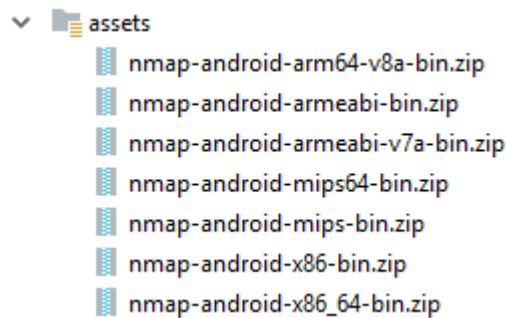 assets
nmap-android-arm64-v8a-bin.zip
nmap-android-armeabi-bin.zip
nmap-android-armeabi-v7a-bin.zip
nmap-android-mips64-bin.zip
nmap-android-mips-bin.zip
nmap-android-x86-bin.zip
nmap-android-x86_64-bin.zip